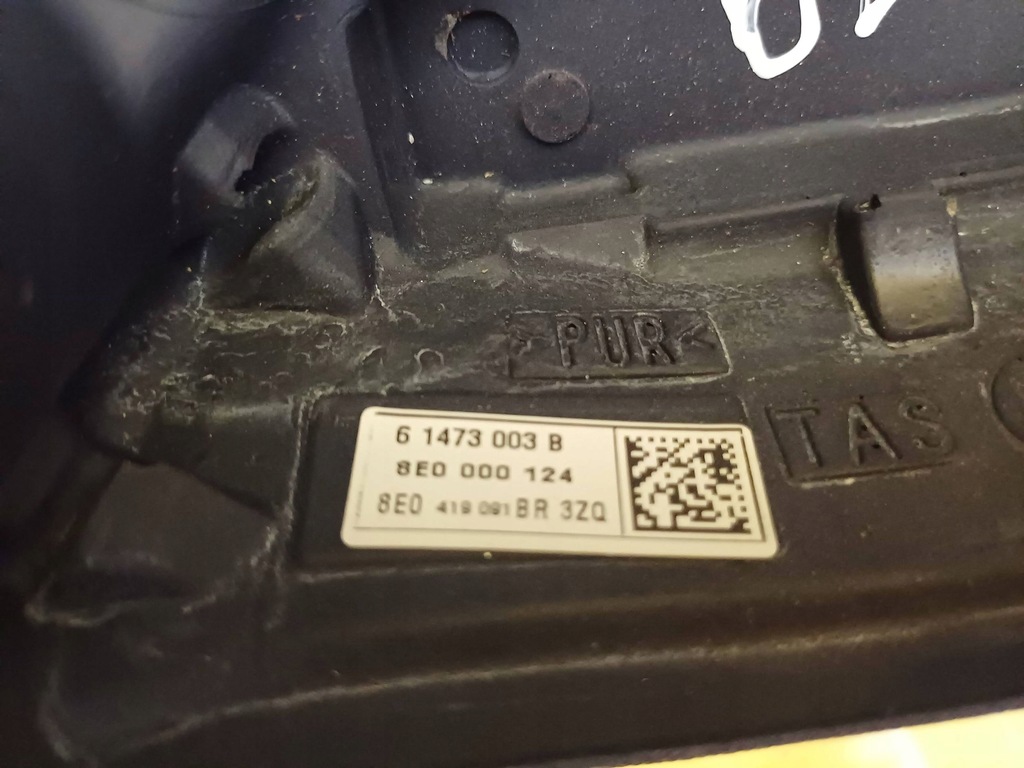 >PUR<
6 1473 003 B
8E0 000 124
8E0 419 091 BR 3ZQ
TAS